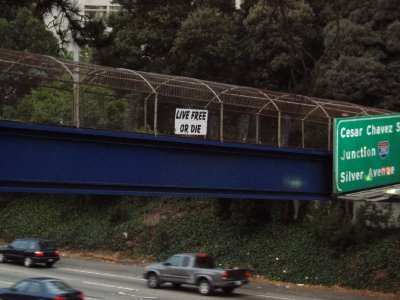 LIVE FREE
OR DIE
Cesar Chavez S
Junction
Silver Avenue